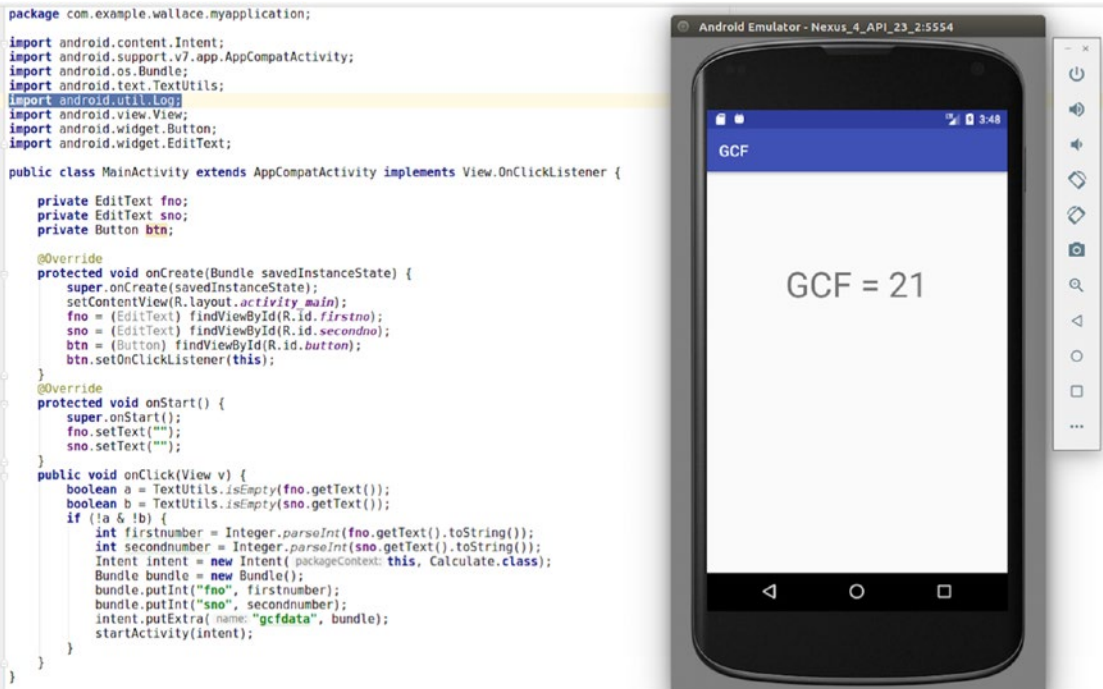 package com.example.wallace.myapplication;
import android.content.Intent;
import android.support.v7.app.AppCompatActivity;
import android.os.Bundle;
import android.text.TextUtils;
import android.util.Log;
import android.view.View;
import android.widget.Button;
import android.widget.EditText;
public class MainActivity extends AppCompatActivity implements View.OnClickListener {
private EditText fno;
private EditText sno;
private Button btn;
@Override
protected void onCreate(Bundle savedInstanceState) {
super.onCreate(savedInstanceState);
setContentView(R.layout.activity_main);
fno = (EditText) findViewById(R.id.firstno);
sno = (EditText) findViewById(R.id.secondno);
btn = (Button) findViewById(R.id.button);
btn.setOnClickListener(this);
}
@Override
protected void onStart() {
super.onStart();
fno.setText("");
sno.setText("");
}
public void onClick(View v) {
boolean a = TextUtils.isEmpty(fno.getText());
boolean b = TextUtils.isEmpty(sno.getText());
if (!a & !b) {
int firstnumber = Integer.parseInt(fno.getText().toString());
int secondnumber = Integer.parseInt(sno.getText().toString());
Intent intent = new Intent( packageContext: this, Calculate.class);
Bundle bundle = new Bundle();
bundle.putInt("fno", firstnumber);
bundle.putInt("sno", secondnumber);
intent.putExtra( name: "gcfdata", bundle);
startActivity(intent);
}
}
}
Android Emulator - Nexus_4_API_23_2:5554
3:48
GCF
GCF = 21